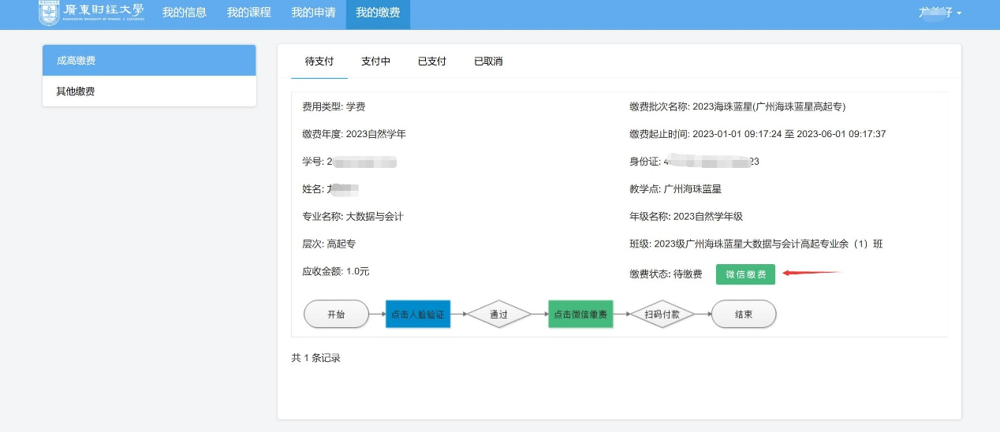 廣東財經大學
GUANGDONG UNIVERSITY OF FINANCE & ECONOMICS
我的信息 我的课程 我的申请 我的缴费
成高缴费
其他缴费
待支付 支付中 已支付 已取消
费用类型: 学费
缴费批次名称: 2023海珠蓝星(广州海珠蓝星高起专)
缴费年度: 2023自然学年
缴费起止时间: 2023-01-01 09:17:24 至 2023-06-01 09:17:37
学号: 2
身份证: 4 23
姓名:
教学点: 广州海珠蓝星
专业名称: 大数据与会计
年级名称: 2023自然学年级
层次: 高起专
班级: 2023级广州海珠蓝星大数据与会计高起专业余（1）班
应收金额: 1.0元
缴费状态: 待缴费 微信缴费
开始 点击人脸验证 通过 点击微信缴费 扫码付款 结束
共 1 条记录